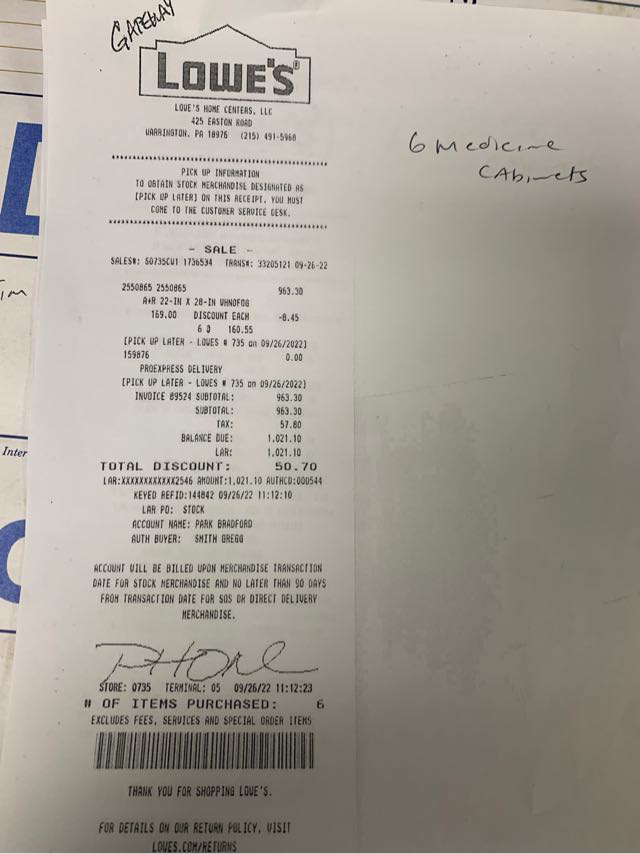 GATEWAY
LOWE'S®
LOWE'S HOME CENTERS, LLC
425 EASTON ROAD
WARRINGTON, PA 18976 (215) 491-5960
6 Medicine
CAbinets
PICK UP INFORMATION
TO OBTAIN STOCK MERCHANDISE DESIGNATED AS
[PICK UP LATER] ON THIS RECEIPT, YOU MUST
COME TO THE CUSTOMER SERVICE DESK.
- SALE -
SALES#: S0735CW1 1736534 TRANS#: 33205121 09-26-22
2550865 2550865 963.30
A+R 22-IN X 28-IN WHNOFOG
169.00 DISCOUNT EACH -8.45
6 @ 160.55
[PICK UP LATER - LOWES # 735 on 09/26/2022]
159876 0.00
PROEXPRESS DELIVERY
[PICK UP LATER - LOWES # 735 on 09/26/2022]
INVOICE 69524 SUBTOTAL: 963.30
SUBTOTAL: 963.30
TAX: 57.80
BALANCE DUE: 1,021.10
LAR: 1,021.10
TOTAL DISCOUNT: 50.70
LAR:XXXXXXXXXXXX2546 AMOUNT:1,021.10 AUTHCD:000544
KEYED REFID:144842 09/26/22 11:12:10
LAR PO: STOCK
ACCOUNT NAME: PARK BRADFORD
AUTH BUYER: SMITH GREGG
ACCOUNT WILL BE BILLED UPON MERCHANDISE TRANSACTION
DATE FOR STOCK MERCHANDISE AND NO LATER THAN 90 DAYS
FROM TRANSACTION DATE FOR SOS OR DIRECT DELIVERY
MERCHANDISE.
STORE: 0735 TERMINAL: 05 09/26/22 11:12:23
# OF ITEMS PURCHASED: 6
EXCLUDES FEES, SERVICES AND SPECIAL ORDER ITEMS
THANK YOU FOR SHOPPING LOWE'S.
FOR DETAILS ON OUR RETURN POLICY, VISIT
LOWES.COM/RETURNS
Inter